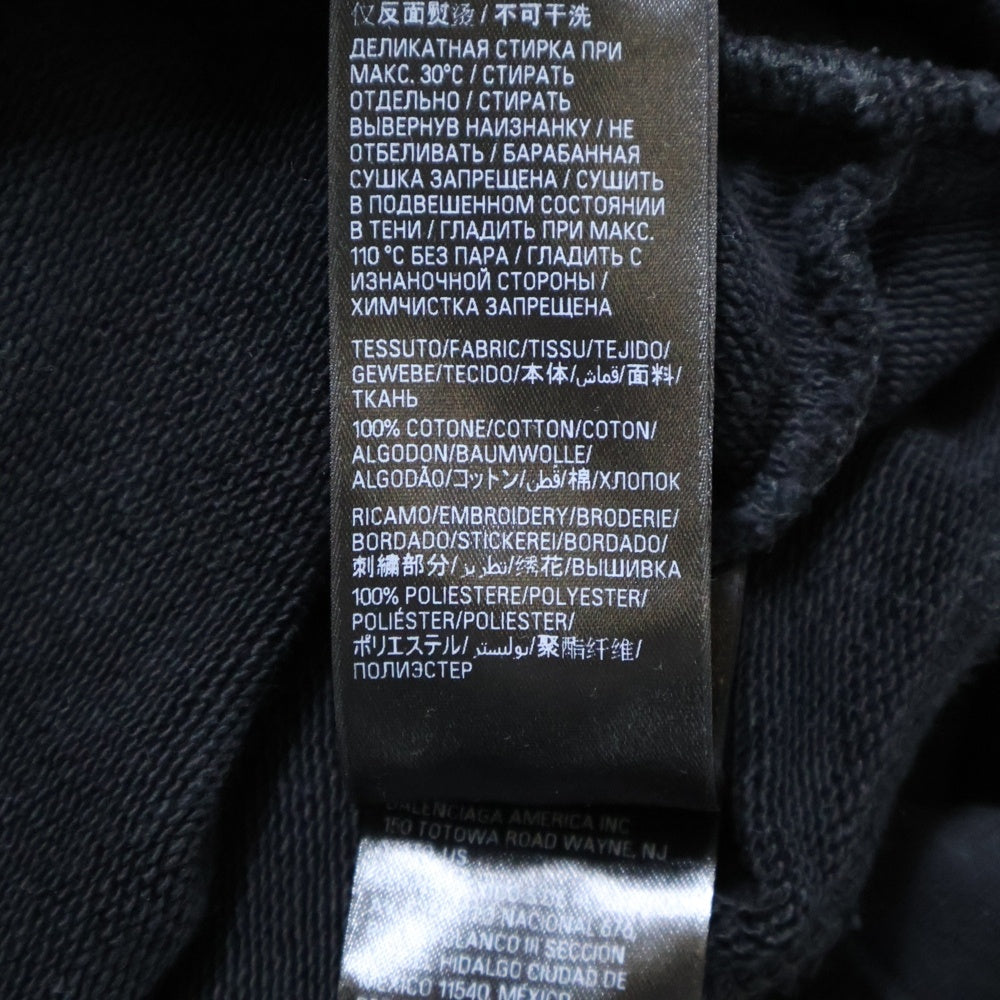 仅反面熨烫 / 不可干洗
ДЕЛИКАТНАЯ СТИРКА ПРИ
МАКС. 30°С / СТИРАТЬ
ОТДЕЛЬНО / СТИРАТЬ
ВЫВЕРНУВ НАИЗНАНКУ / НЕ
ОТБЕЛИВАТЬ / БАРАБАННАЯ
СУШКА ЗАПРЕЩЕНА / СУШИТЬ
В ПОДВЕШЕННОМ СОСТОЯНИИ
В ТЕНИ / ГЛАДИТЬ ПРИ МАКС.
110 °С БЕЗ ПАРА / ГЛАДИТЬ С
ИЗНАНОЧНОЙ СТОРОНЫ /
ХИМЧИСТКА ЗАПРЕЩЕНА
TESSUTO/FABRIC/TISSU/TEJIDO/
GEWEBE/TECIDO/本体/قماش/面料/
ТКАНЬ
100% COTONE/COTTON/COTON/
ALGODON/BAUMWOLLE/
ALGODÃO/コットン/قطن/棉/ХЛОПОК
RICAMO/EMBROIDERY/BRODERIE/
BORDADO/STICKEREI/BORDADO/
刺繍部分/تطريز/绣花/ВЫШИВКА
100% POLIESTERE/POLYESTER/
POLIÉSTER/POLIESTER/
ポリエステル/بوليستر/聚酯纤维/
ПОЛИЭСТЕР
BALENCIAGA AMERICA INC
150 TOTOWA ROAD WAYNE, NJ
US
NACIONAL
BLANCO III SECCION
HIDALGO CIUDAD DE
MEXICO 11540, MÉXICO